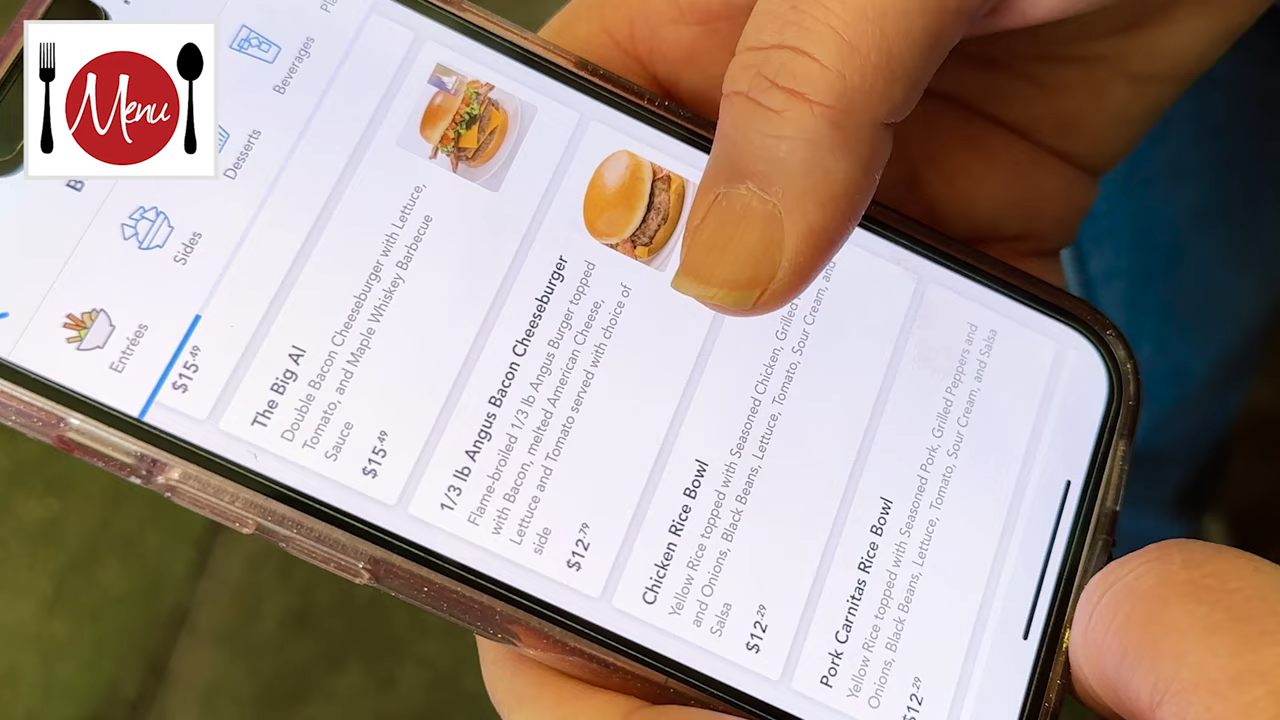 Menu
Beverages
Desserts
Sides
Entrées
$15.49
The Big Al
Double Bacon Cheeseburger with Lettuce,
Tomato, and Maple Whiskey Barbecue
Sauce
$15.49
1/3 lb Angus Bacon Cheeseburger
Flame-broiled 1/3 lb Angus Burger topped
with Bacon, melted American Cheese,
Lettuce and Tomato served with choice of
side
$12.79
Chicken Rice Bowl
Yellow Rice topped with Seasoned Chicken, Grilled
and Onions, Black Beans, Lettuce, Tomato, Sour Cream, and
Salsa
$12.29
Pork Carnitas Rice Bowl
Yellow Rice topped with Seasoned Pork, Grilled Peppers and
Onions, Black Beans, Lettuce, Tomato, Sour Cream, and Salsa
$12.29